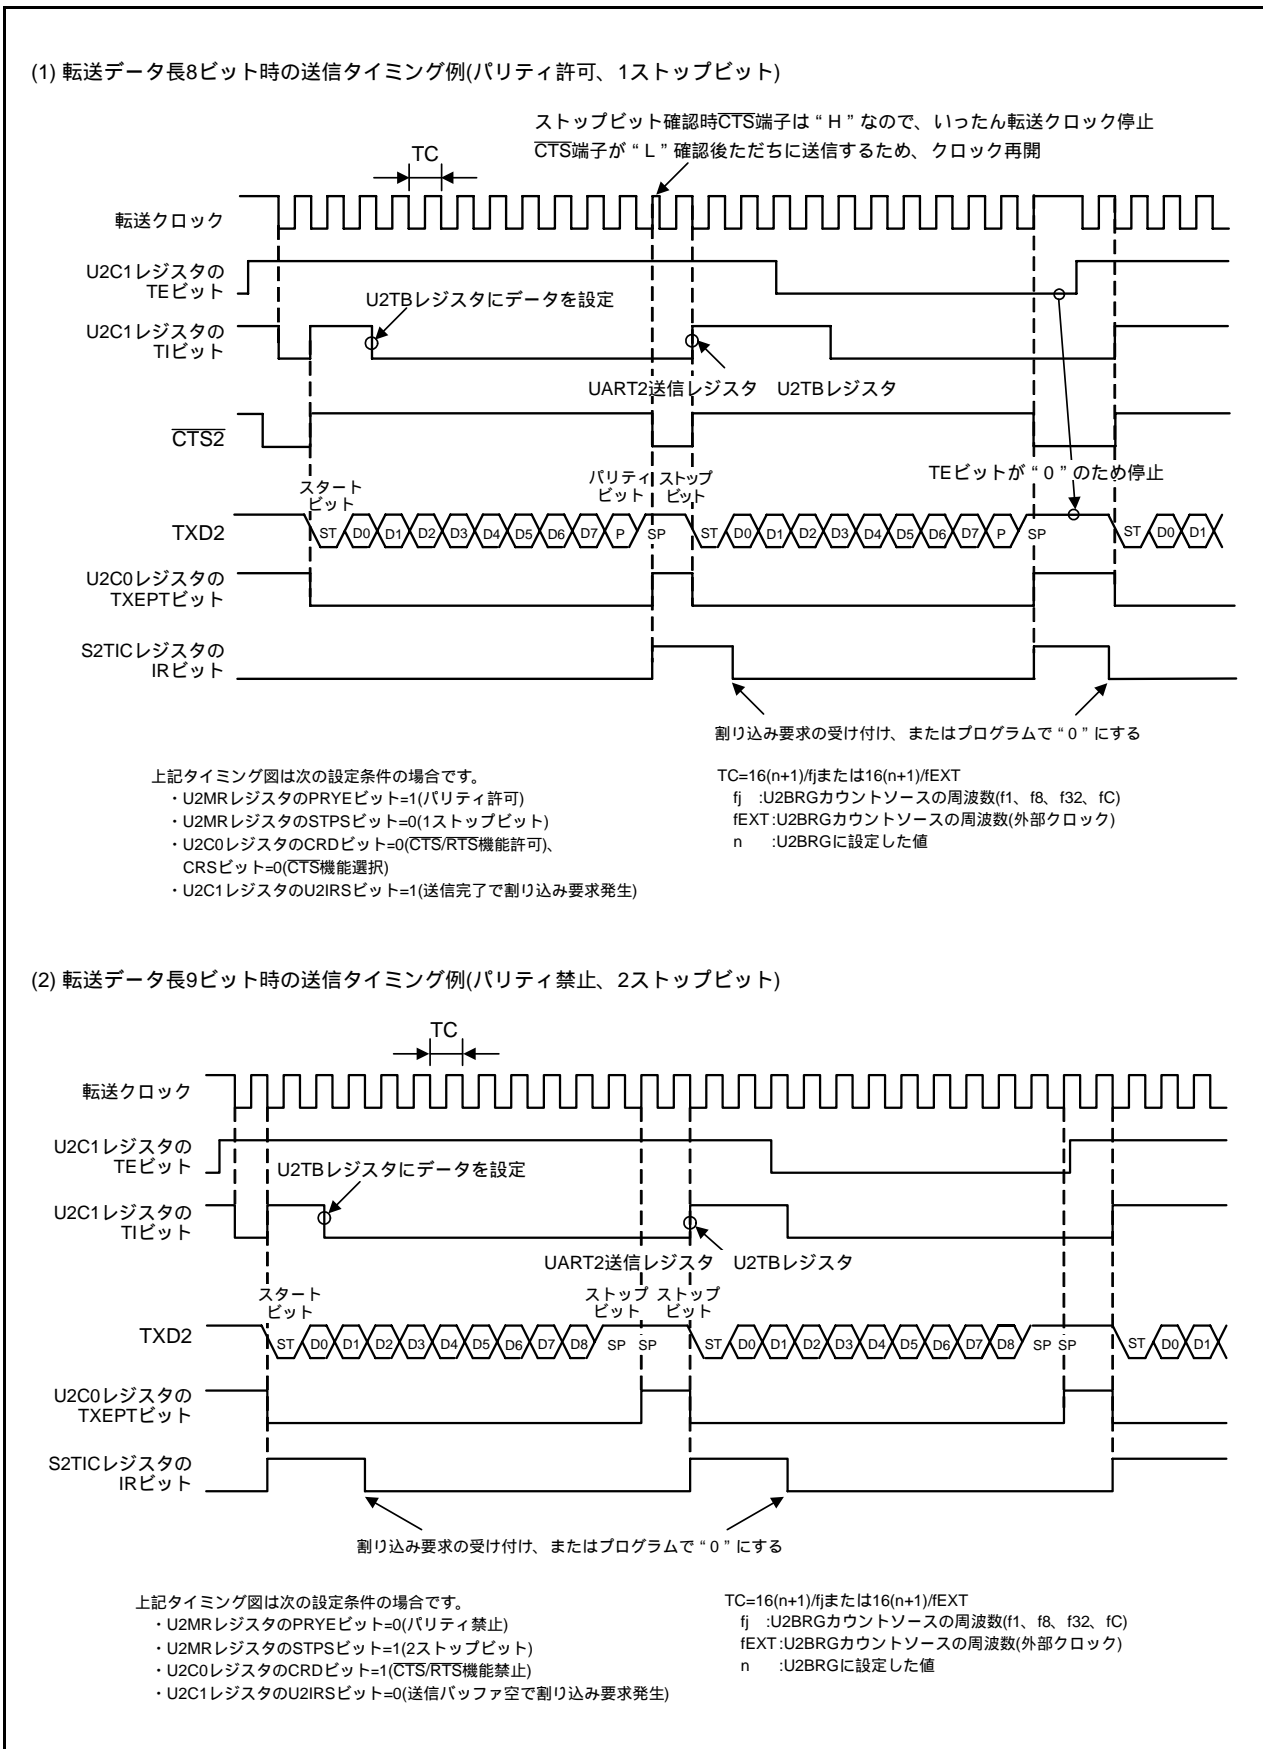 (1) 転送データ長8ビット時の送信タイミング例(パリティ許可、1ストップビット)
ストップビット確認時CTS端子は“H”なので、いったん転送クロック停止
CTS端子が“L”確認後ただちに送信するため、クロック再開
TC
転送クロック
U2C1レジスタの
TEビット
U2TBレジスタにデータを設定
U2C1レジスタの
TIビット
UART2送信レジスタ U2TBレジスタ
CTS2
TEビットが“0”のため停止
スタート
ビット
パリティ
ビット
ストップ
ビット
TXD2
ST D0 D1 D2 D3 D4 D5 D6 D7 P SP ST D0 D1 D2 D3 D4 D5 D6 D7 P SP ST D0 D1
U2C0レジスタの
TXEPTビット
S2TICレジスタの
IRビット
割り込み要求の受け付け、またはプログラムで“0”にする
上記タイミング図は次の設定条件の場合です。
・U2MRレジスタのPRYEビット=1(パリティ許可)
・U2MRレジスタのSTPSビット=0(1ストップビット)
・U2C0レジスタのCRDビット=0(CTS/RTS機能許可)、
CRSビット=0(CTS機能選択)
・U2C1レジスタのU2IRSビット=1(送信完了で割り込み要求発生)
TC=16(n+1)/fjまたは16(n+1)/fEXT
fj :U2BRGカウントソースの周波数(f1、f8、f32、fC)
fEXT:U2BRGカウントソースの周波数(外部クロック)
n :U2BRGに設定した値
(2) 転送データ長9ビット時の送信タイミング例(パリティ禁止、2ストップビット)
TC
転送クロック
U2C1レジスタの
TEビット
U2TBレジスタにデータを設定
U2C1レジスタの
TIビット
UART2送信レジスタ U2TBレジスタ
スタート
ビット
ストップ
ビット
ストップ
ビット
TXD2
ST D0 D1 D2 D3 D4 D5 D6 D7 D8 SP SP ST D0 D1 D2 D3 D4 D5 D6 D7 D8 SP SP ST D0 D1
U2C0レジスタの
TXEPTビット
S2TICレジスタの
IRビット
割り込み要求の受け付け、またはプログラムで“0”にする
上記タイミング図は次の設定条件の場合です。
・U2MRレジスタのPRYEビット=0(パリティ禁止)
・U2MRレジスタのSTPSビット=1(2ストップビット)
・U2C0レジスタのCRDビット=1(CTS/RTS機能禁止)
・U2C1レジスタのU2IRSビット=0(送信バッファ空で割り込み要求発生)
TC=16(n+1)/fjまたは16(n+1)/fEXT
fj :U2BRGカウントソースの周波数(f1、f8、f32、fC)
fEXT:U2BRGカウントソースの周波数(外部クロック)
n :U2BRGに設定した値